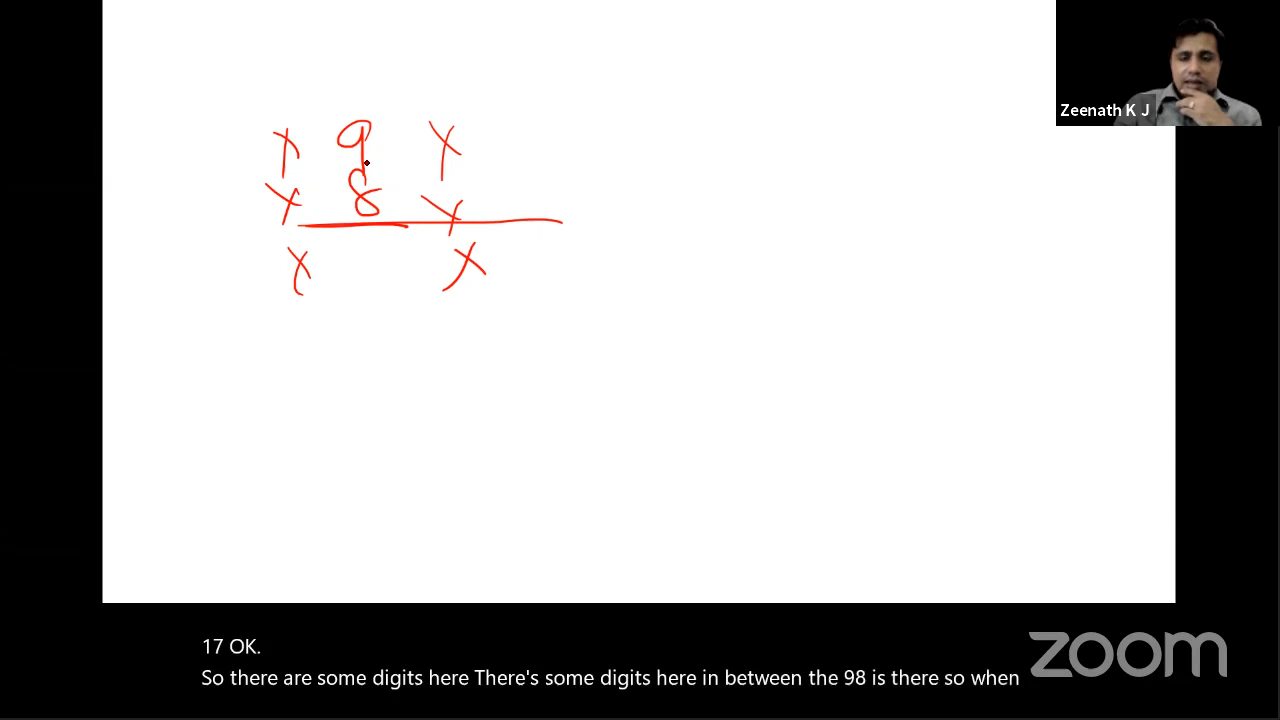 Zeenath K J
x 9 x
x 8 x
x x
17 OK.
So there are some digits here There's some digits here in between the 98 is there so when
zoom